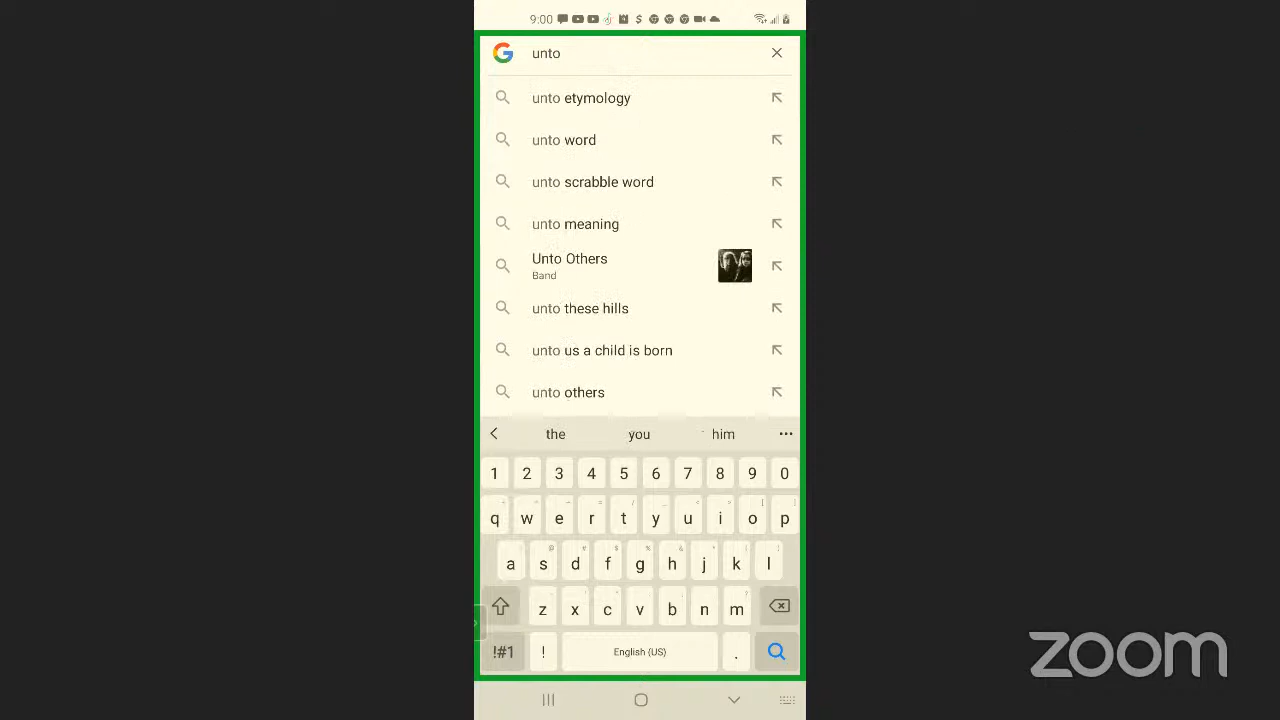 9:00
unto
unto etymology
unto word
unto scrabble word
unto meaning
Unto Others
Band
unto these hills
unto us a child is born
unto others
the you him
1 2 3 4 5 6 7 8 9 0
q w e r t y u i o p
a s d f g h j k l
z x c v b n m
!#1 ! English (US) .
zoom